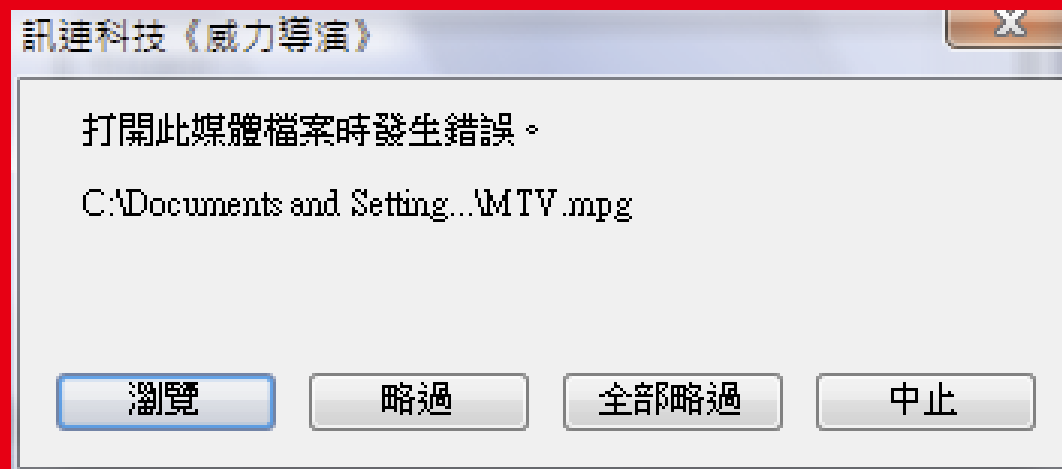 訊連科技《威力導演》
X
打開此媒體檔案時發生錯誤。
C:\Documents and Setting...\MTV.mpg
瀏覽 略過 全部略過 中止